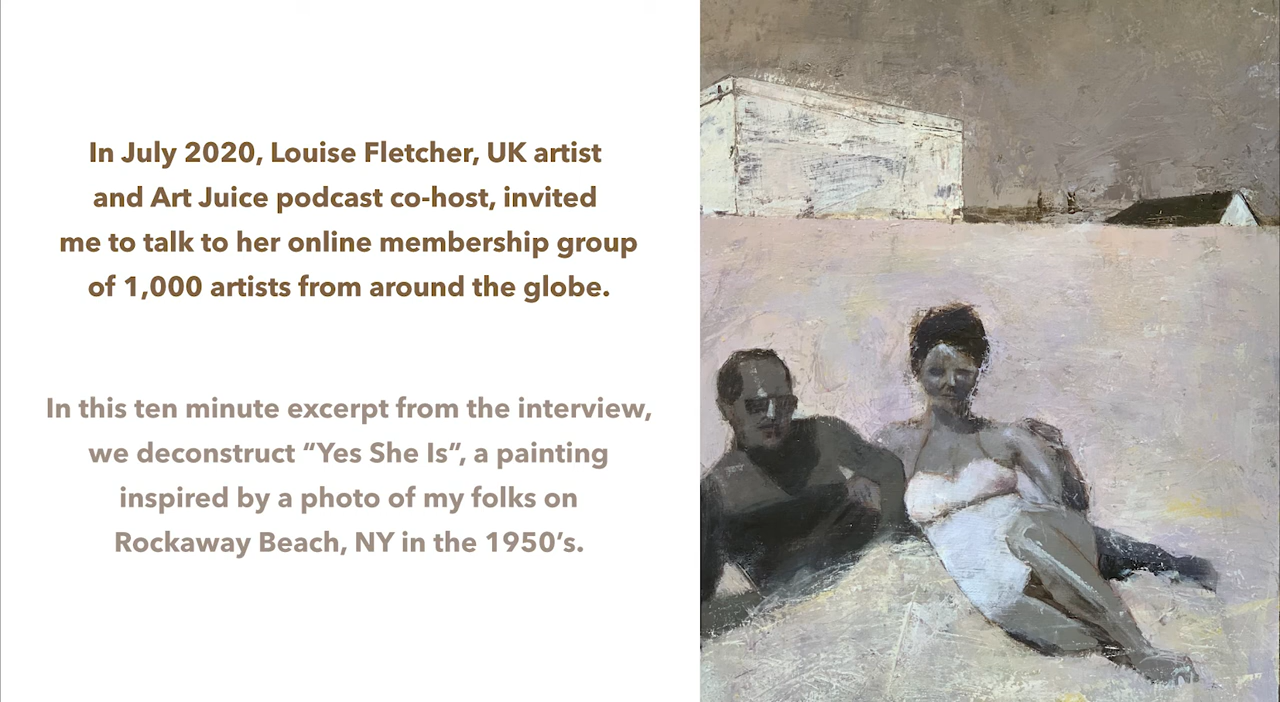 In July 2020, Louise Fletcher, UK artist
and Art Juice podcast co-host, invited
me to talk to her online membership group
of 1,000 artists from around the globe.
In this ten minute excerpt from the interview,
we deconstruct “Yes She Is”, a painting
inspired by a photo of my folks on
Rockaway Beach, NY in the 1950’s.